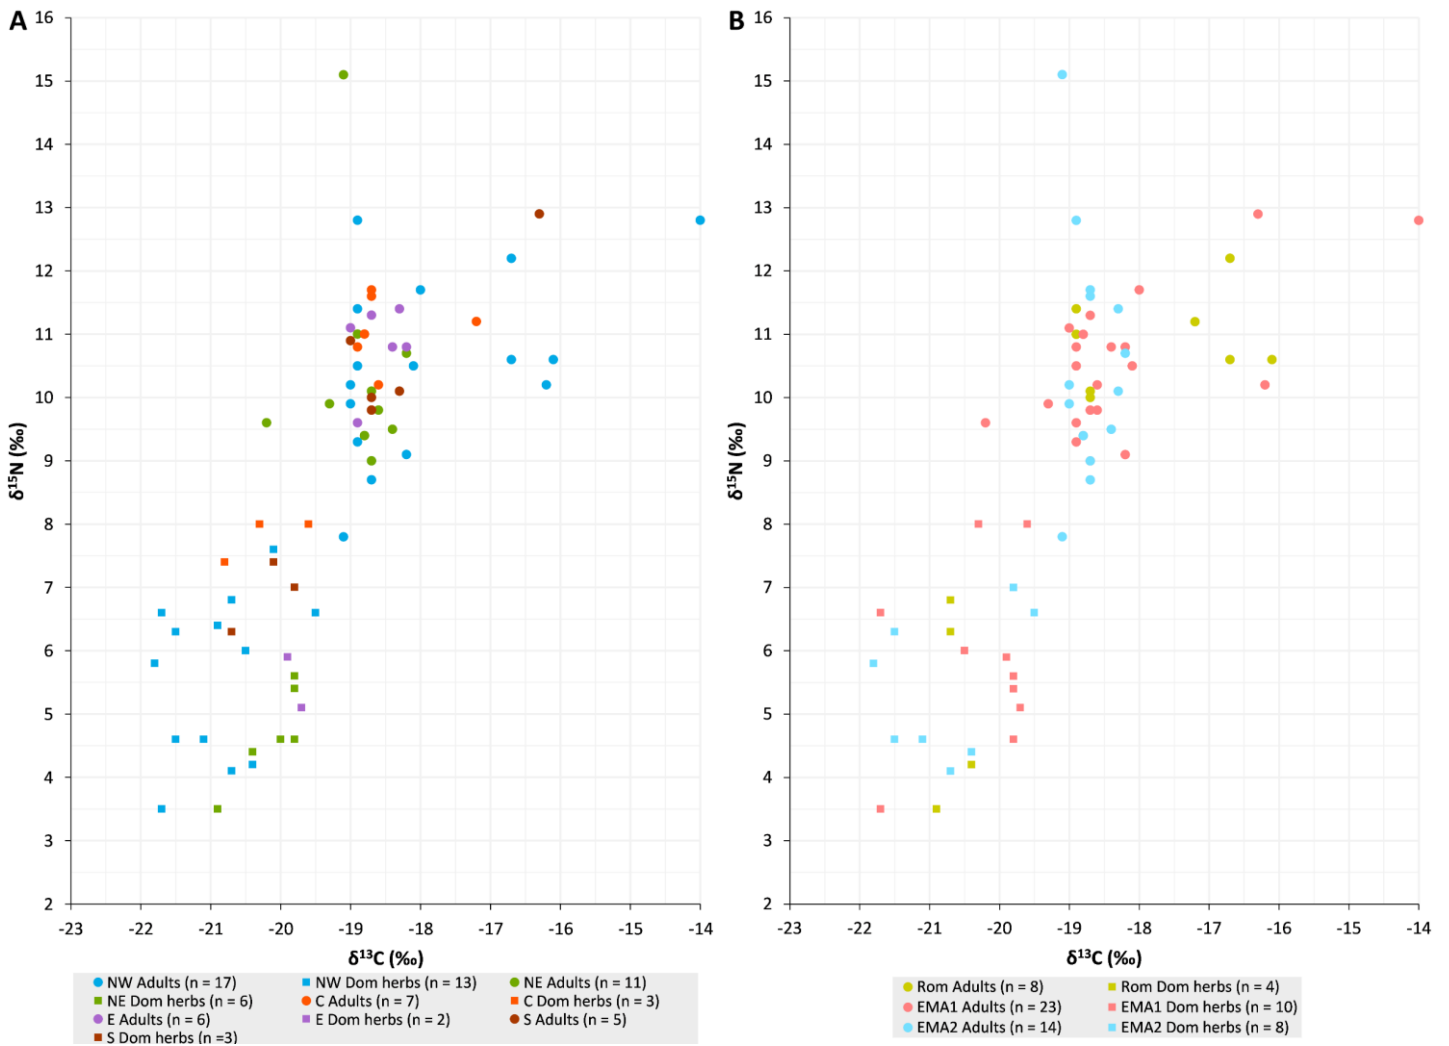 A
16
15
14
13
12
11
10
9
8
7
6
5
4
3
2
δ¹⁵N (‰)
-23 -22 -21 -20 -19 -18 -17 -16 -15 -14
δ¹³C (‰)
NW Adults (n = 17) NW Dom herbs (n = 13) NE Adults (n = 11)
NE Dom herbs (n = 6) C Adults (n = 7) C Dom herbs (n = 3)
E Adults (n = 6) E Dom herbs (n = 2) S Adults (n = 5)
S Dom herbs (n =3)
B
16
15
14
13
12
11
10
9
8
7
6
5
4
3
2
δ¹⁵N (‰)
-23 -22 -21 -20 -19 -18 -17 -16 -15 -14
δ¹³C (‰)
Rom Adults (n = 8) Rom Dom herbs (n = 4)
EMA1 Adults (n = 23) EMA1 Dom herbs (n = 10)
EMA2 Adults (n = 14) EMA2 Dom herbs (n = 8)